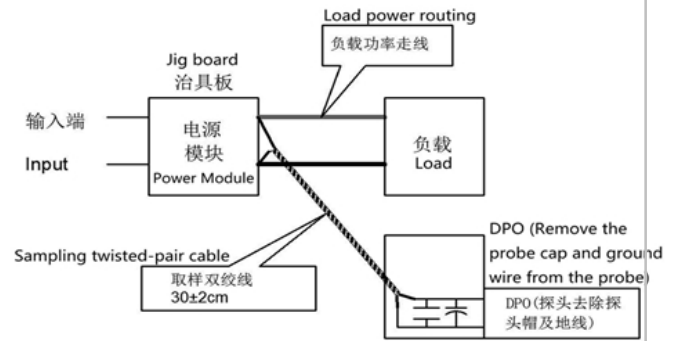 Load power routing
负载功率走线
Jig board
治具板
输入端
Input
电源
模块
Power Module
负载
Load
Sampling twisted-pair cable
取样双绞线
30±2cm
DPO (Remove the
probe cap and ground
wire from the probe)
DPO(探头去除探
头帽及地线)